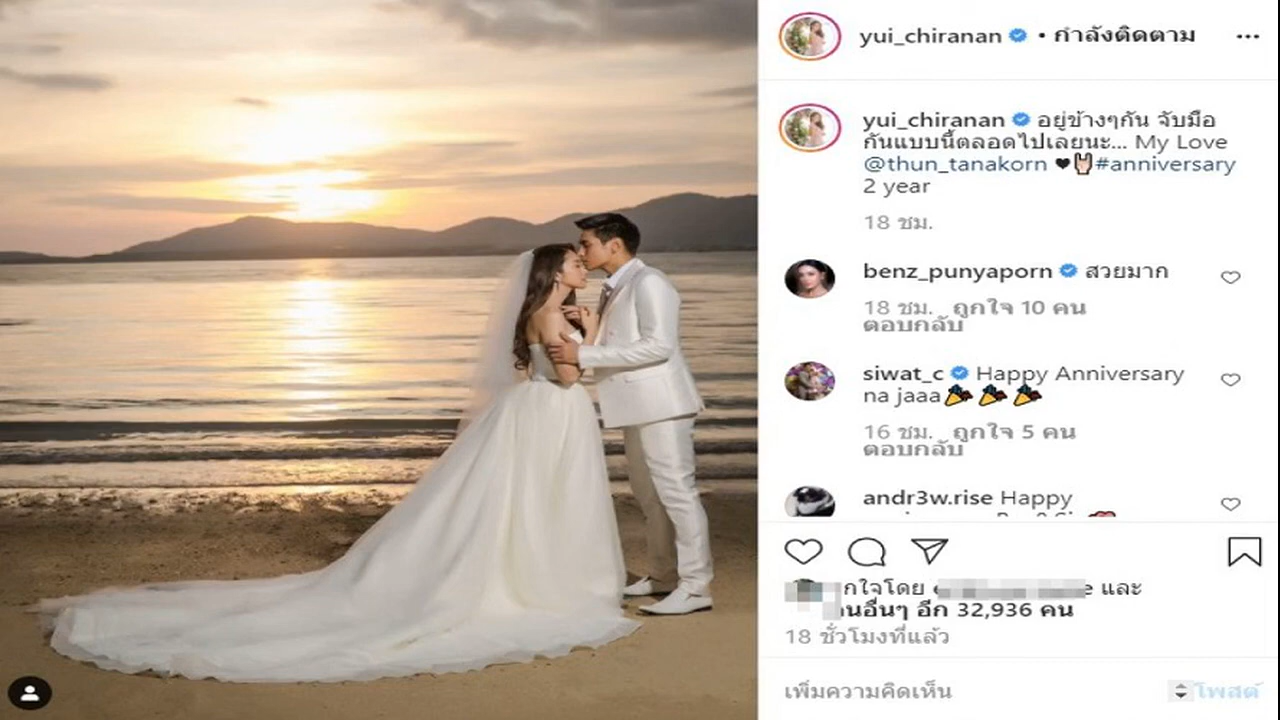 yui_chiranan • กำลังติดตาม
yui_chiranan อยู่ข้างๆกัน จับมือ
กันแบบนี้ตลอดไปเลยนะ... My Love
@thun_tanakorn ❤🤘#anniversary
2 year
18 ชม.
benz_punyaporn สวยมาก
18 ชม. ถูกใจ 10 คน
ตอบกลับ
siwat_c Happy Anniversary
na jaaa🎉🎉🎉
16 ชม. ถูกใจ 5 คน
ตอบกลับ
andr3w.rise Happy
กใจโดย และ
นอื่นๆ อีก 32,936 คน
18 ชั่วโมงที่แล้ว
เพิ่มความคิดเห็น
โพสต์